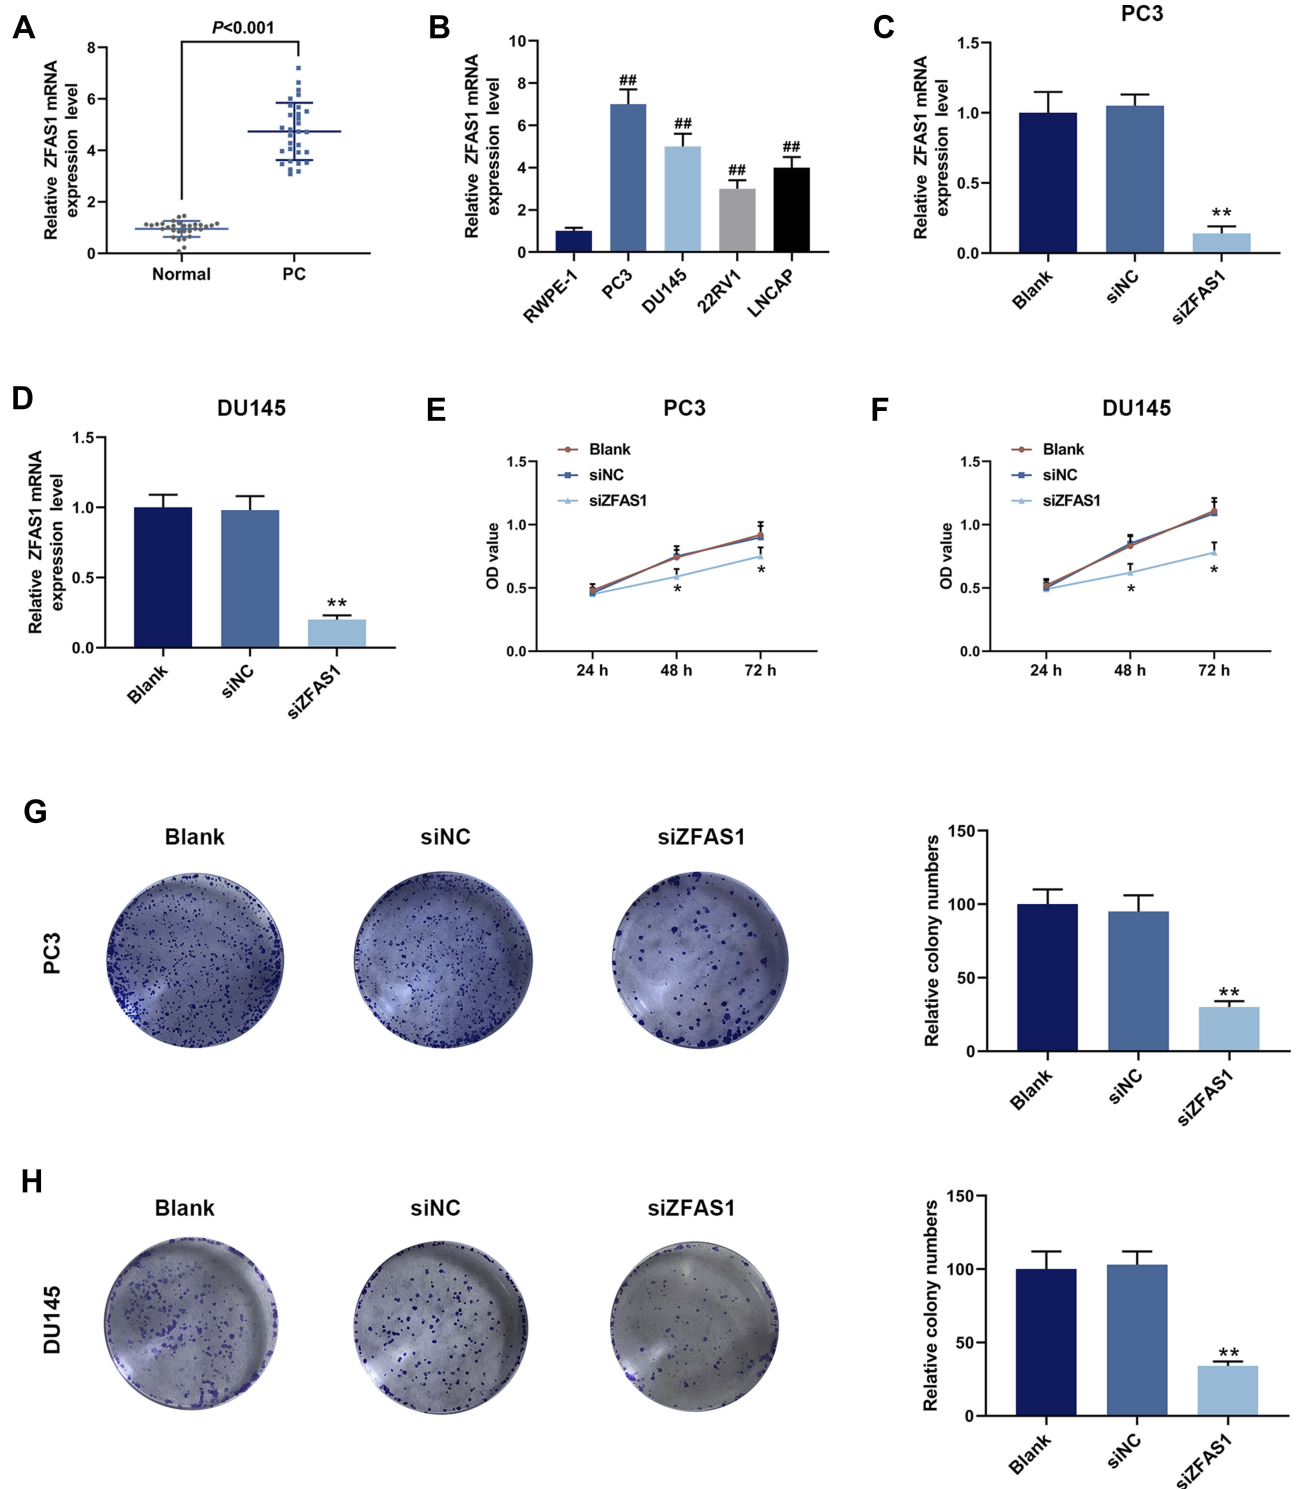 A
P<0.001
Relative ZFAS1 mRNA
expression level
8
6
4
2
0
Normal
PC
B
Relative ZFAS1 mRNA
expression level
10
8
6
4
2
0
##
##
##
##
RWPE-1
PC3
DU145
22RV1
LNCAP
C
PC3
Relative ZFAS1 mRNA
expression level
1.5
1.0
0.5
0.0
**
Blank
siNC
siZFAS1
D
DU145
Relative ZFAS1 mRNA
expression level
1.5
1.0
0.5
0.0
**
Blank
siNC
siZFAS1
E
PC3
Blank
siNC
siZFAS1
OD value
1.5
1.0
0.5
0.0
*
*
24 h
48 h
72 h
F
DU145
Blank
siNC
siZFAS1
OD value
1.5
1.0
0.5
0.0
*
*
24 h
48 h
72 h
G
Blank
siNC
siZFAS1
PC3
Relative colony numbers
150
100
50
0
**
Blank
siNC
siZFAS1
H
Blank
siNC
siZFAS1
DU145
Relative colony numbers
150
100
50
0
**
Blank
siNC
siZFAS1